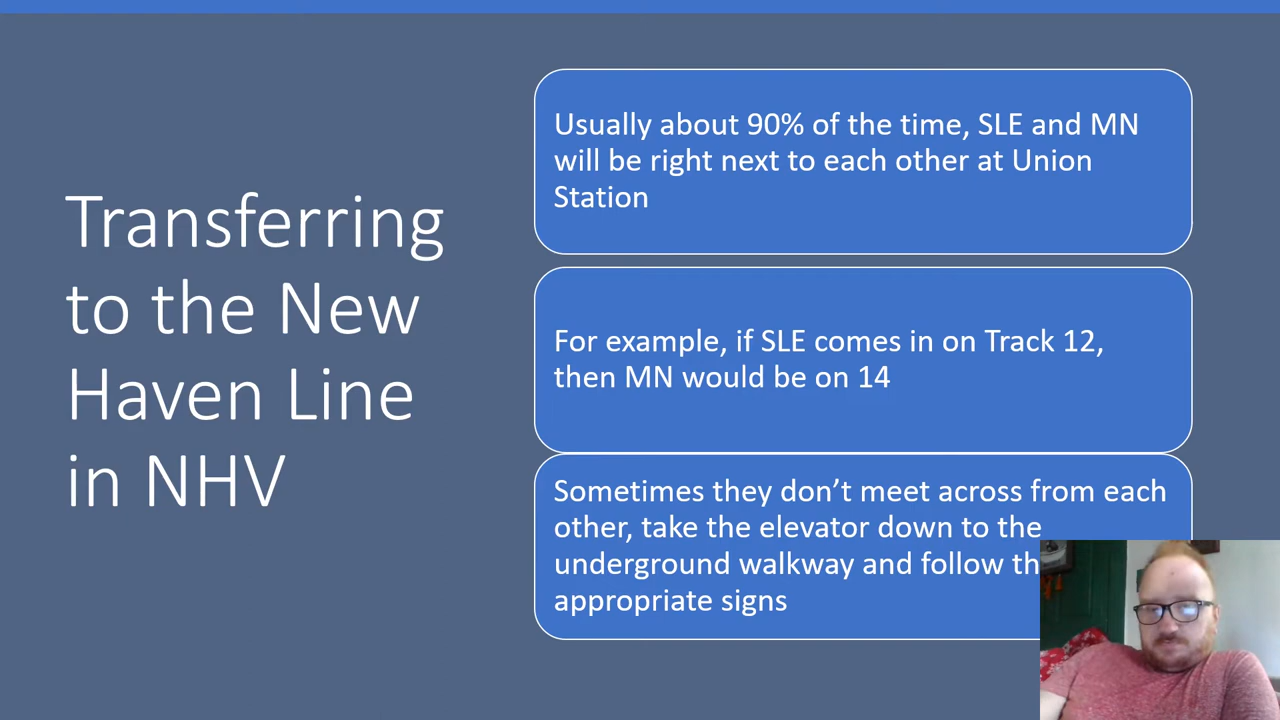 Transferring
to the New
Haven Line
in NHV
Usually about 90% of the time, SLE and MN
will be right next to each other at Union
Station
For example, if SLE comes in on Track 12,
then MN would be on 14
Sometimes they don’t meet across from each
other, take the elevator down to the
underground walkway and follow
appropriate signs